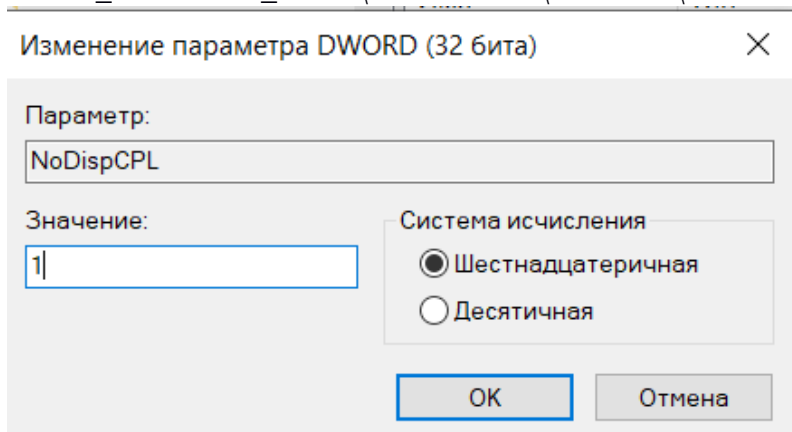 Изменение параметра DWORD (32 бита)
Параметр:
NoDispCPL
Значение:
Система исчисления
1
Шестнадцатеричная
Десятичная
OK
Отмена